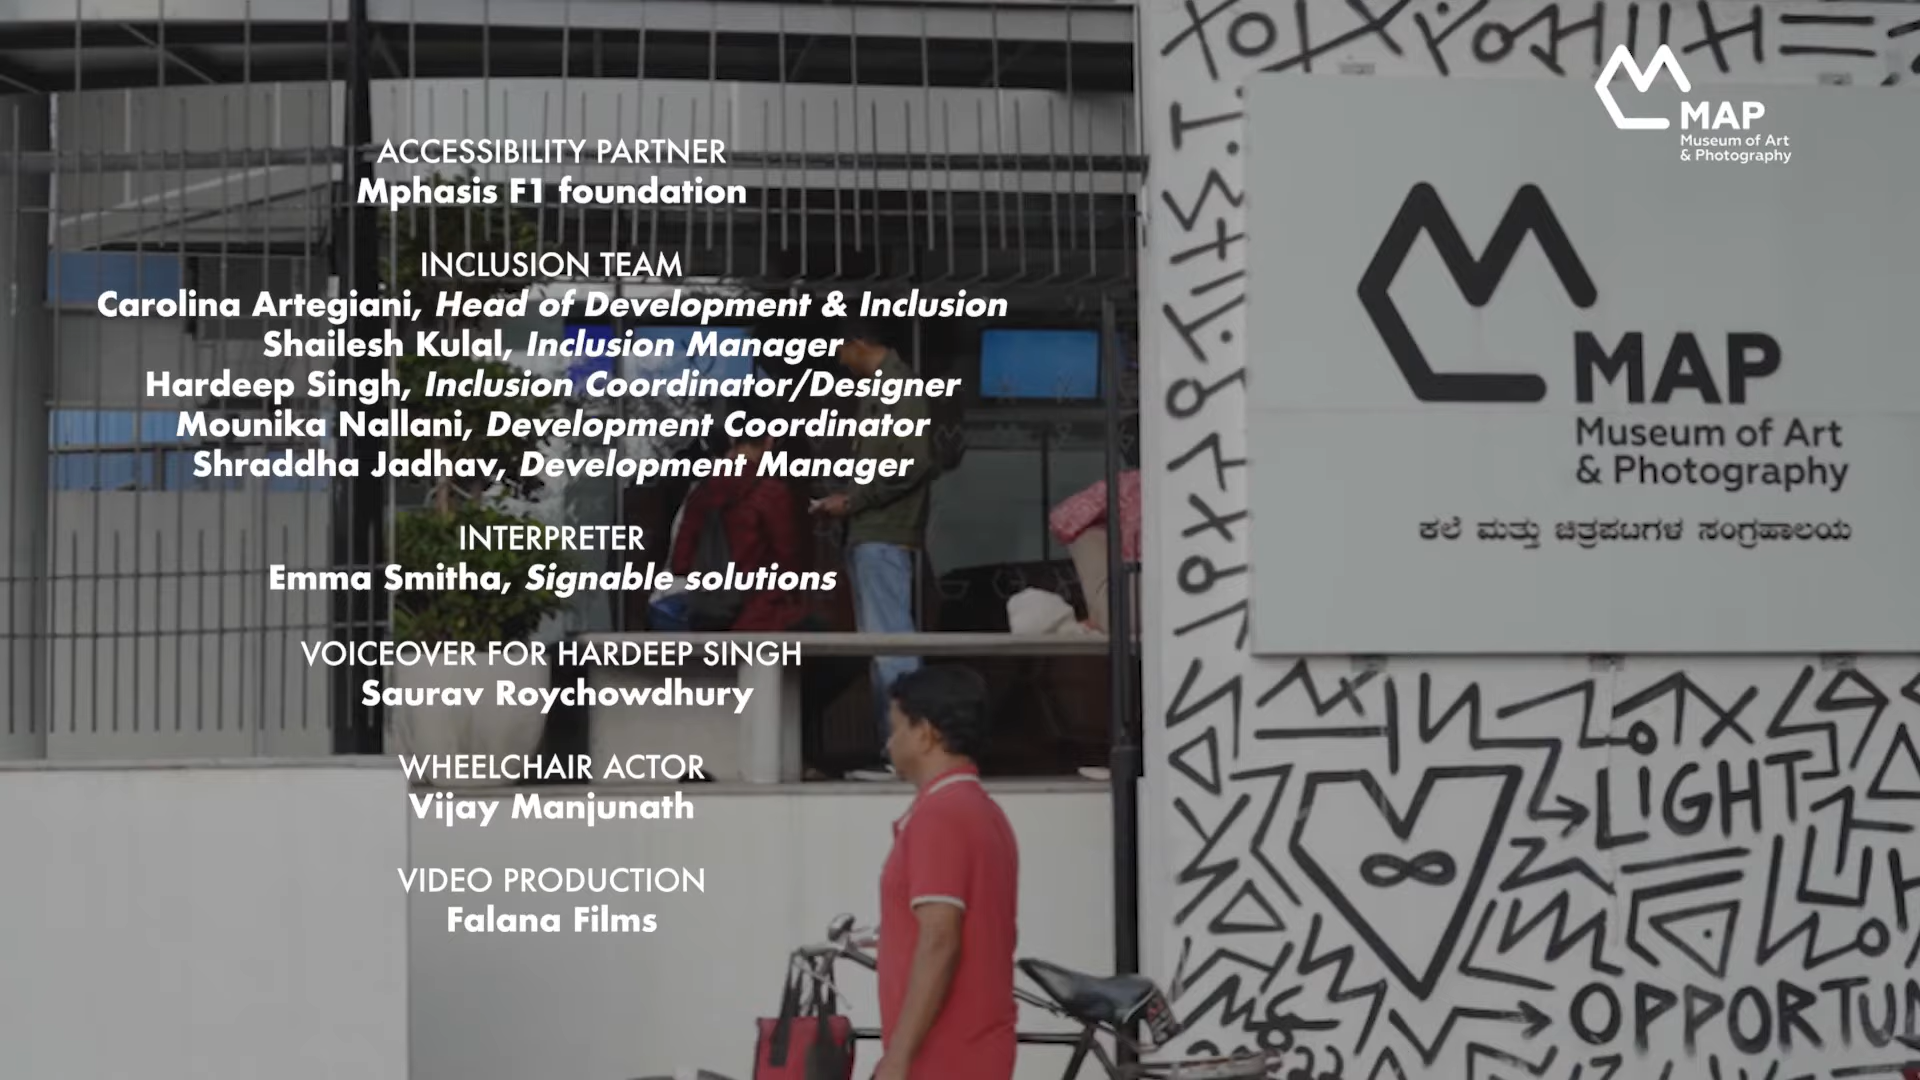 ACCESSIBILITY PARTNER
Mphasis F1 foundation
INCLUSION TEAM
Carolina Artegiani, Head of Development & Inclusion
Shailesh Kulal, Inclusion Manager
Hardeep Singh, Inclusion Coordinator/Designer
Mounika Nallani, Development Coordinator
Shraddha Jadhav, Development Manager
INTERPRETER
Emma Smitha, Signable solutions
VOICEOVER FOR HARDEEP SINGH
Saurav Roychowdhury
WHEELCHAIR ACTOR
Vijay Manjunath
VIDEO PRODUCTION
Falana Films
MAP
Museum of Art
& Photography
MAP
Museum of Art
& Photography
ಕಲೆ ಮತ್ತು ಚಿತ್ರಪಟಗಳ ಸಂಗ್ರಹಾಲಯ
LIGHT
OPPORTUN